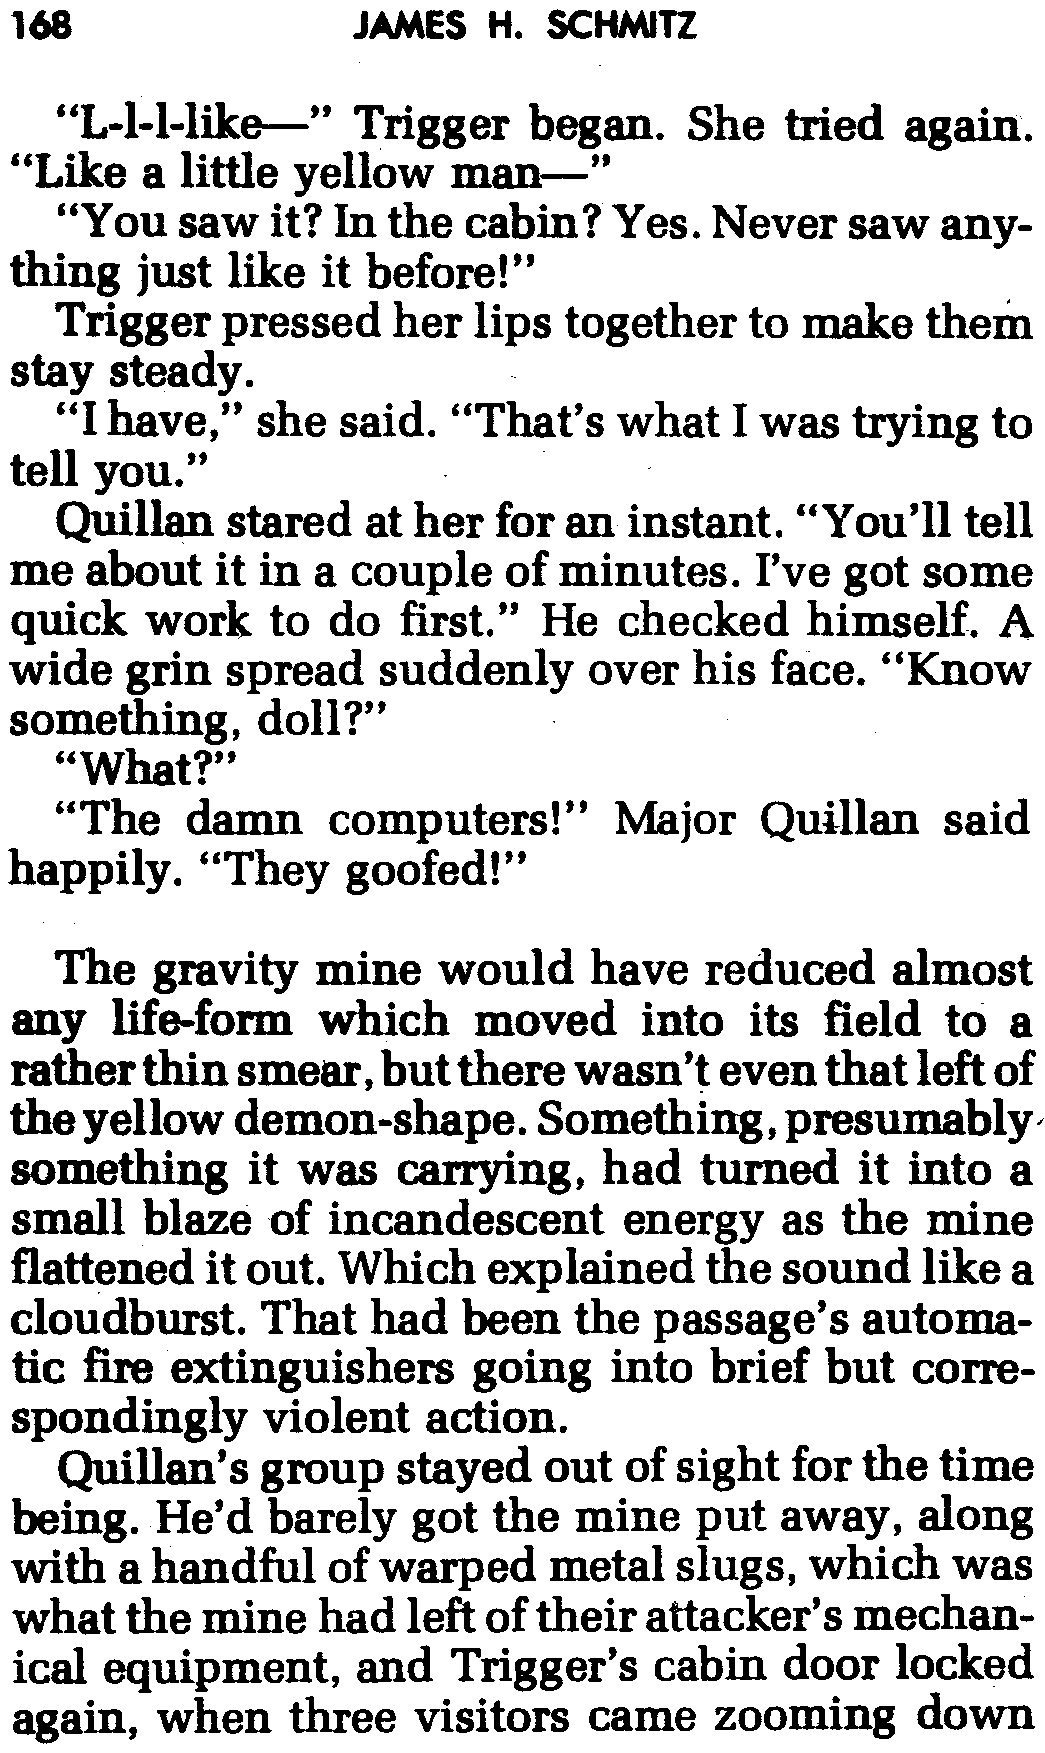 168 JAMES H. SCHMITZ
“L-l-l-like—” Trigger began. She tried again.
“Like a little yellow man—”
“You saw it? In the cabin? Yes. Never saw any-
thing just like it before!”
Trigger pressed her lips together to make them
stay steady.
“I have,” she said. “That’s what I was trying to
tell you.”
Quillan stared at her for an instant. “You’ll tell
me about it in a couple of minutes. I’ve got some
quick work to do first.” He checked himself. A
wide grin spread suddenly over his face. “Know
something, doll?”
“What?”
“The damn computers!” Major Quillan said
happily. “They goofed!”
The gravity mine would have reduced almost
any life-form which moved into its field to a
rather thin smear, but there wasn’t even that left of
the yellow demon-shape. Something, presumably
something it was carrying, had turned it into a
small blaze of incandescent energy as the mine
flattened it out. Which explained the sound like a
cloudburst. That had been the passage’s automa-
tic fire extinguishers going into brief but corre-
spondingly violent action.
Quillan’s group stayed out of sight for the time
being. He’d barely got the mine put away, along
with a handful of warped metal slugs, which was
what the mine had left of their attacker’s mechan-
ical equipment, and Trigger’s cabin door locked
again, when three visitors came zooming down